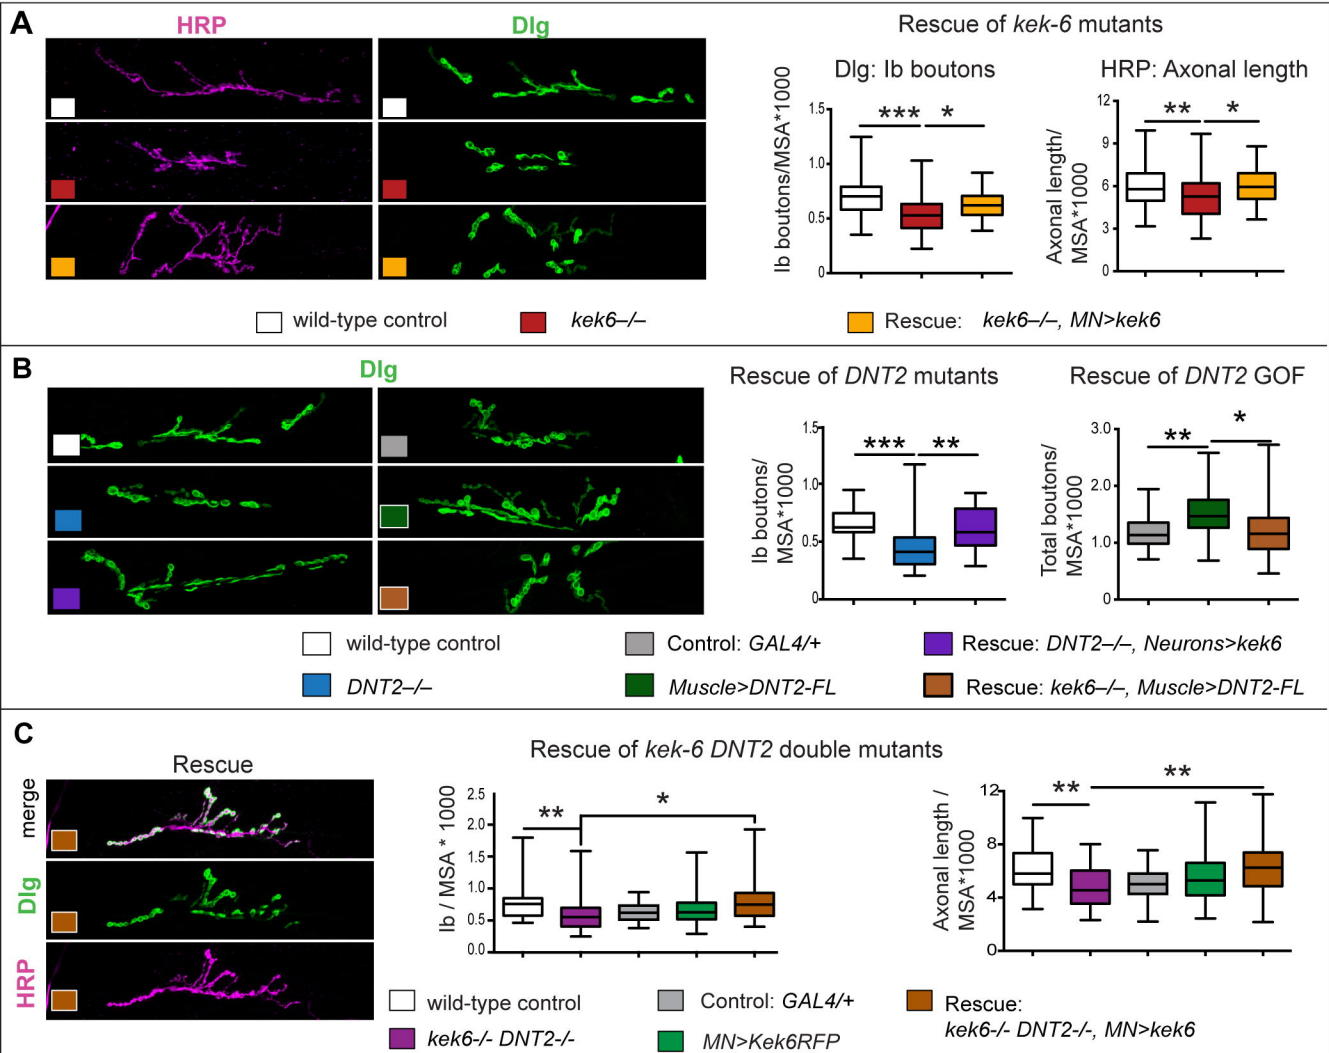 A
HRP
Dlg
Rescue of kek-6 mutants
Dlg: Ib boutons
HRP: Axonal length
Ib boutons/MSA*1000
1.5
1.0
0.5
0
***
*
Axonal length/
MSA*1000
12
9
6
3
0
**
*
wild-type control
kek6–/–
Rescue: kek6–/–, MN>kek6
B
Dlg
Rescue of DNT2 mutants
Rescue of DNT2 GOF
Ib boutons/
MSA*1000
1.5
1.0
0.5
0
***
**
Total boutons/
MSA*1000
3.0
2.0
1.0
0
**
*
wild-type control
Control: GAL4/+
Rescue: DNT2–/–, Neurons>kek6
DNT2–/–
Muscle>DNT2-FL
Rescue: kek6–/–, Muscle>DNT2-FL
C
Rescue of kek-6 DNT2 double mutants
Rescue
merge
Dlg
HRP
Ib / MSA * 1000
2.5
2.0
1.5
1.0
0.5
0.0
**
*
Axonal length /
MSA*1000
12
8
4
0
**
**
wild-type control
Control: GAL4/+
Rescue:
kek6-/- DNT2-/-, MN>kek6
kek6-/- DNT2-/-
MN>Kek6RFP